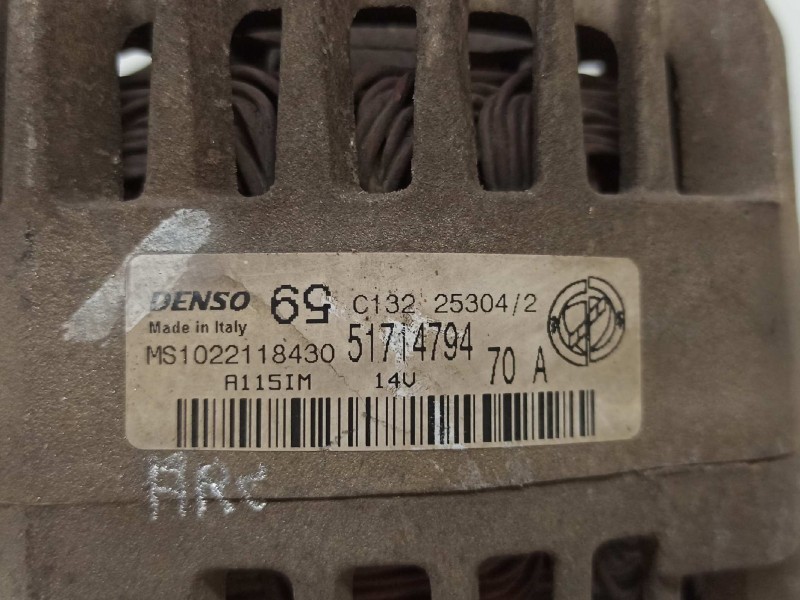 DENSO 59 C132 25304/2
Made in Italy
MS1022118430 51714794 70 A
A115IM 14V
ARC